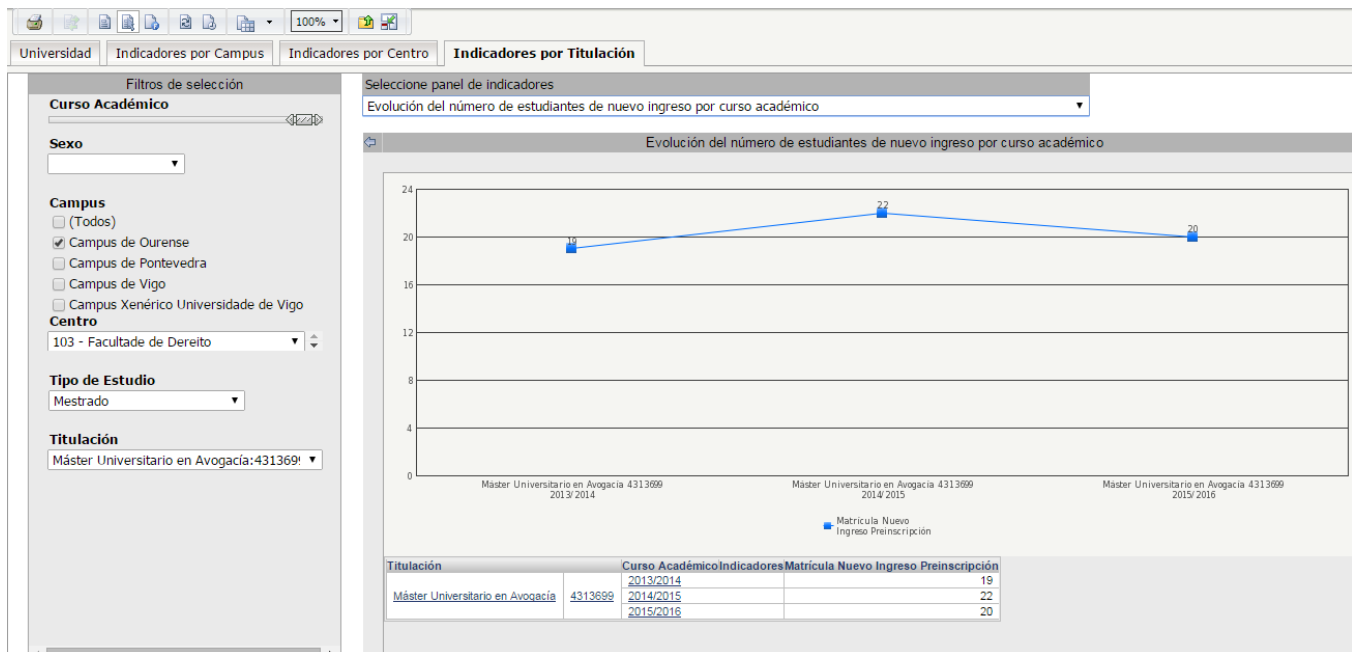 100%
Universidad
Indicadores por Campus
Indicadores por Centro
Indicadores por Titulación
Filtros de selección
Curso Académico
Sexo
Campus
(Todos)
Campus de Ourense
Campus de Pontevedra
Campus de Vigo
Campus Xenérico Universidade de Vigo
Centro
103 - Facultade de Dereito
Tipo de Estudio
Mestrado
Titulación
Máster Universitario en Avogacía:4313699
Seleccione panel de indicadores
Evolución del número de estudiantes de nuevo ingreso por curso académico
Evolución del número de estudiantes de nuevo ingreso por curso académico
24
20
16
12
8
4
0
19
22
20
Máster Universitario en Avogacía 4313699
2013/2014
Máster Universitario en Avogacía 4313699
2014/2015
Máster Universitario en Avogacía 4313699
2015/2016
Matrícula Nuevo
Ingreso Preinscripción
Titulación Curso Académico Indicadores Matrícula Nuevo Ingreso Preinscripción
2013/2014 19
Máster Universitario en Avogacía 4313699 2014/2015 22
2015/2016 20